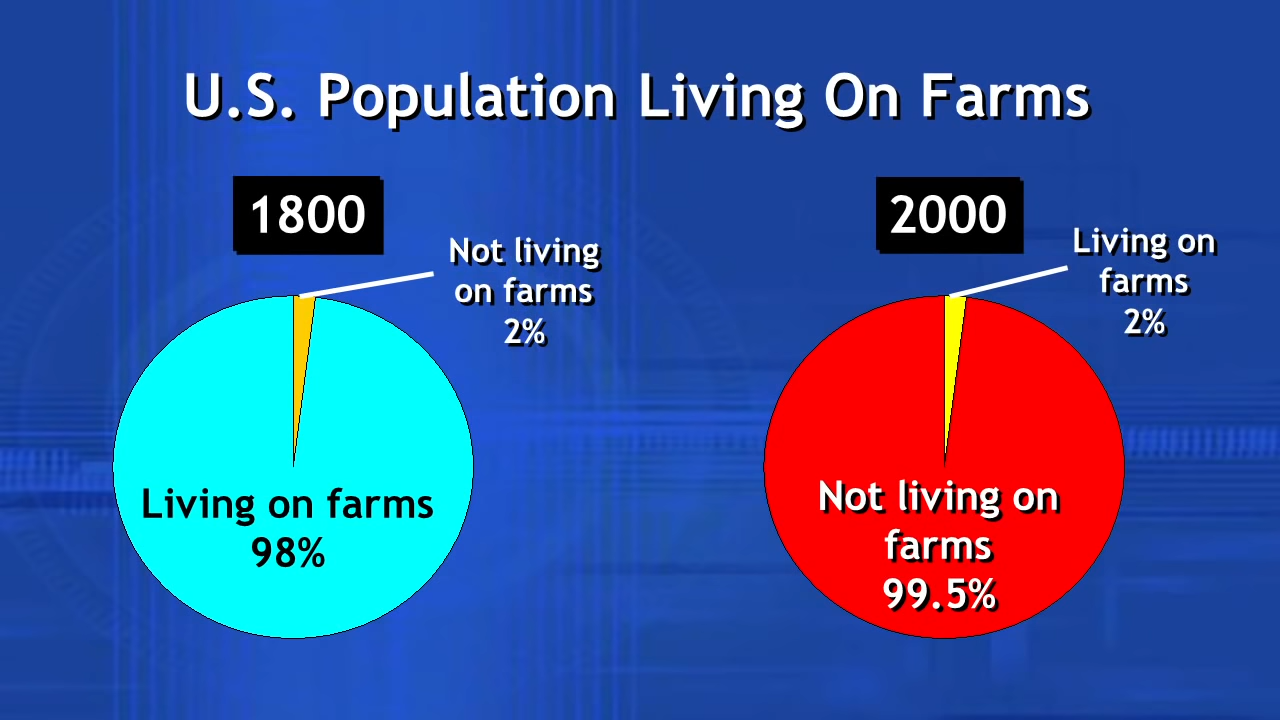 U.S. Population Living On Farms
1800
Not living
on farms
2%
Living on farms
98%
2000
Living on
farms
2%
Not living on
farms
99.5%